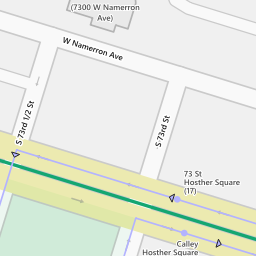 (7300 W Namerron
Ave)
W Namerron Ave
S 73rd 1/2 St
S 73rd St
73 St
Hosther Square
(17)
Calley
Hosther Square